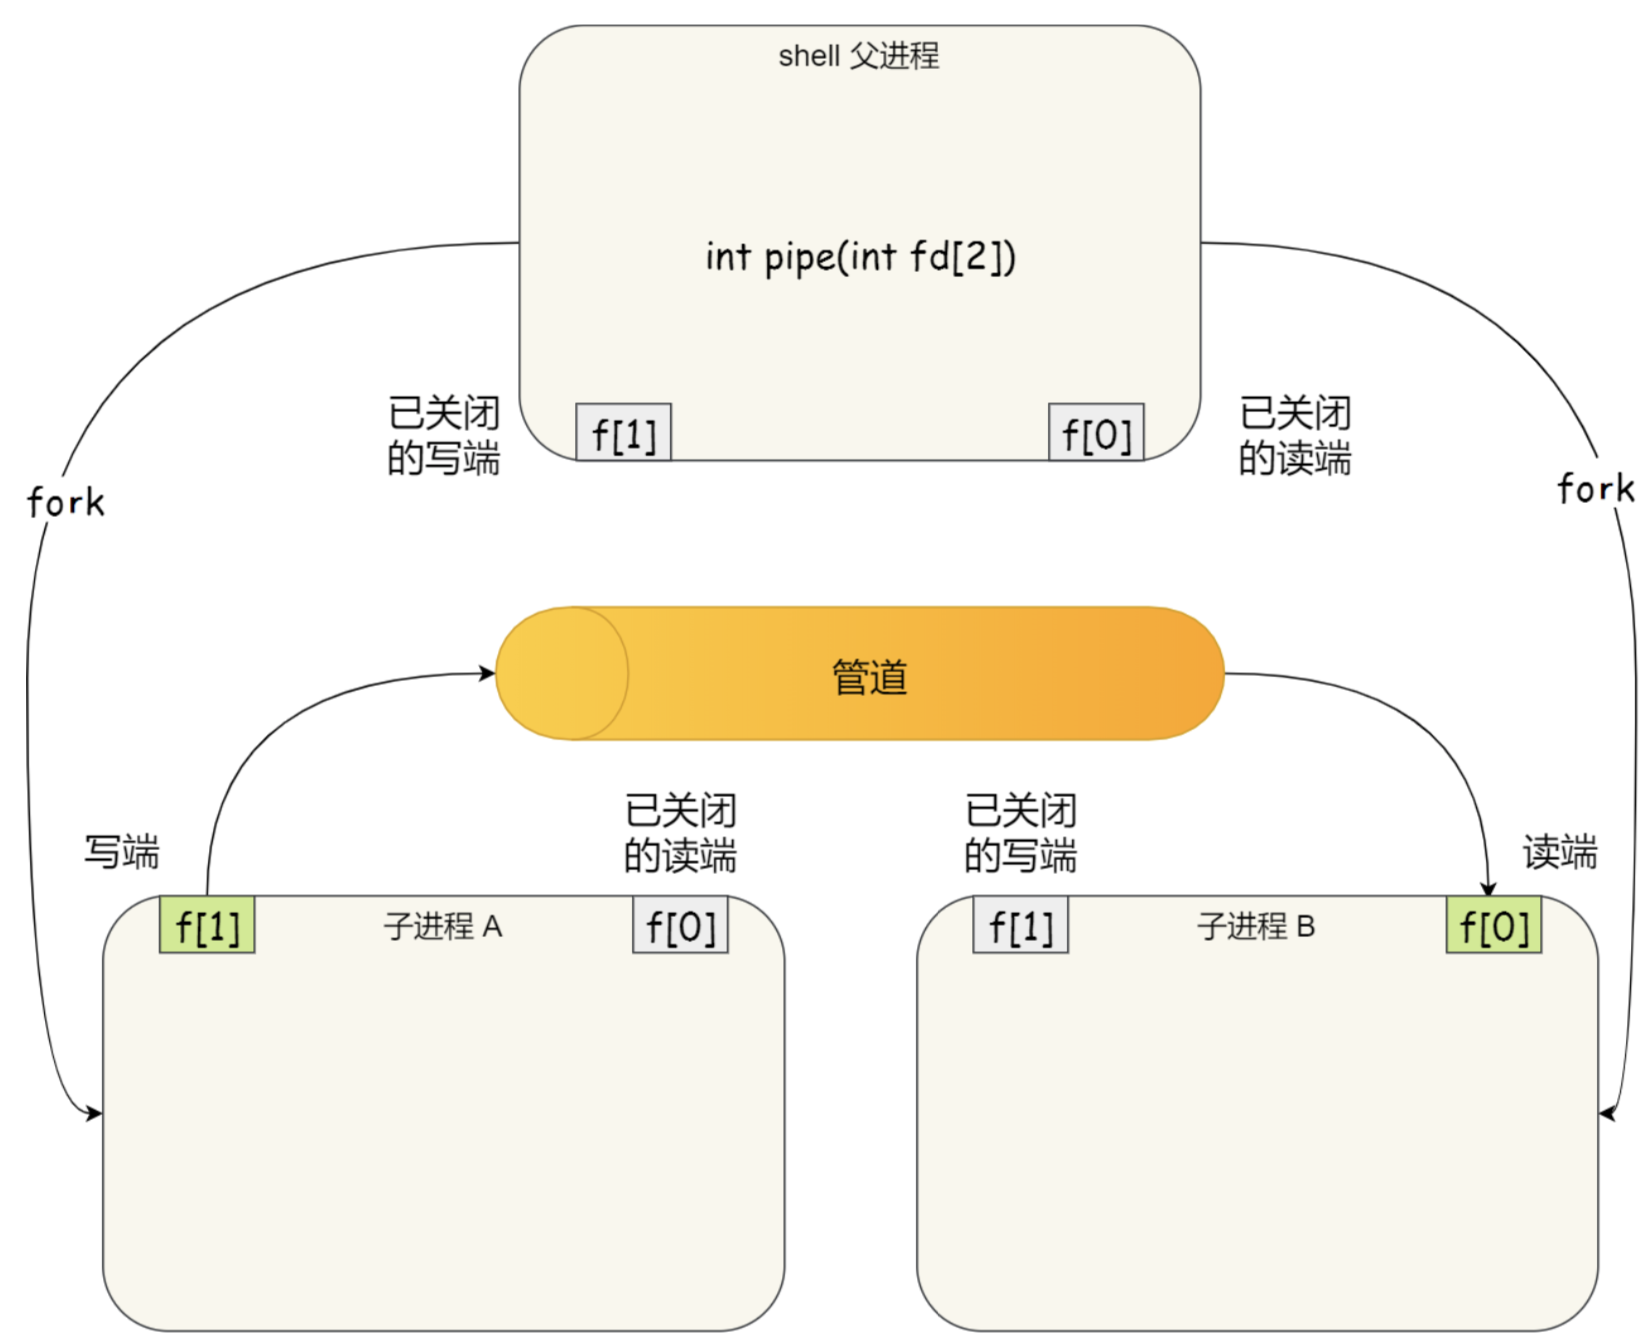 shell 父进程
int pipe(int fd[2])
已关闭
的写端
f[1]
f[0]
已关闭
的读端
fork
fork
管道
写端
已关闭
的读端
已关闭
的写端
读端
f[1]
子进程 A
f[0]
f[1]
子进程 B
f[0]